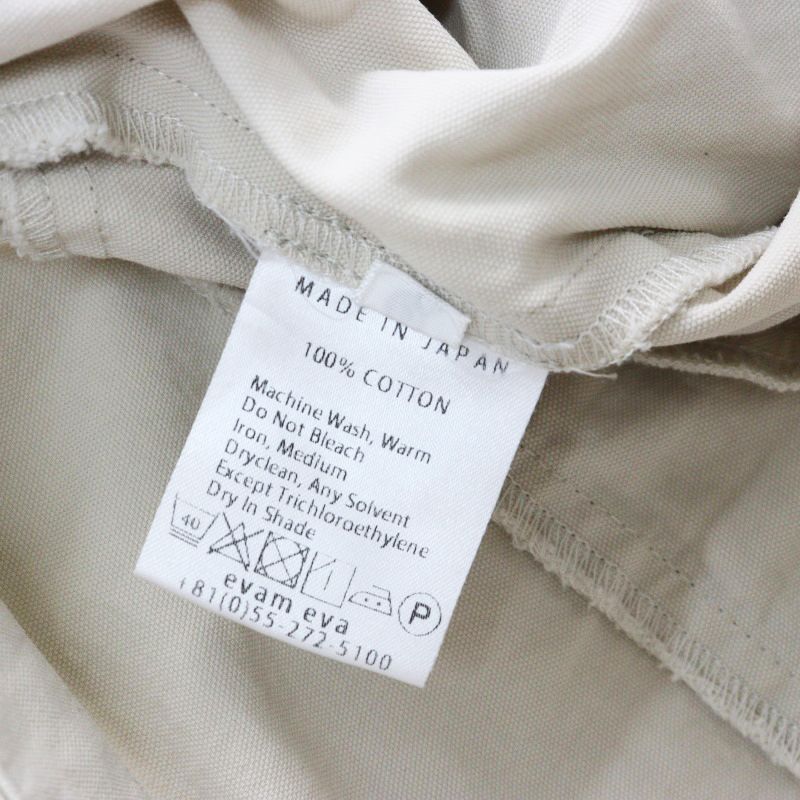 MADE IN JAPAN
100% COTTON
Machine Wash, Warm
Do Not Bleach
Iron, Medium
Dryclean, Any Solvent
Except Trichloroethylene
Dry In Shade
40
P
evam eva
+81(0)55-272-5100